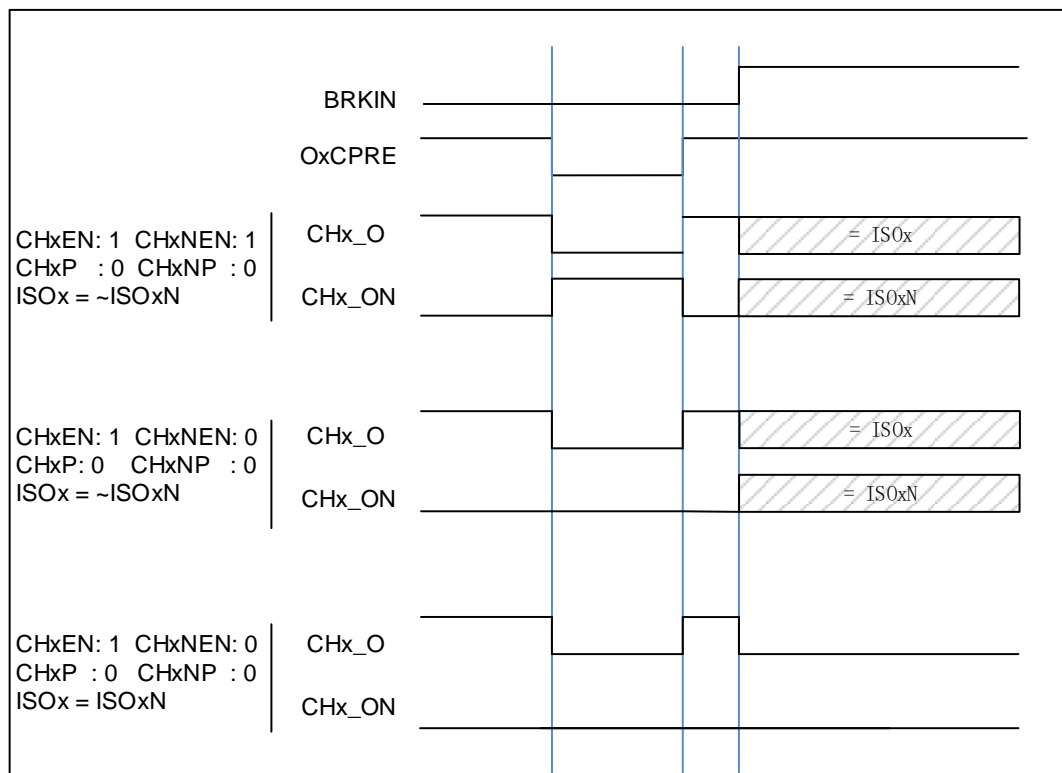 BRKIN
OxCPRE
CHxEN: 1 CHxNEN: 1
CHxP : 0 CHxNP : 0
ISOx = ~ISOxN
CHx_O
= ISOx
CHx_ON
= ISOxN
CHxEN: 1 CHxNEN: 0
CHxP: 0 CHxNP : 0
ISOx = ~ISOxN
CHx_O
= ISOx
CHx_ON
= ISOxN
CHxEN: 1 CHxNEN: 0
CHxP : 0 CHxNP : 0
ISOx = ISOxN
CHx_O
CHx_ON